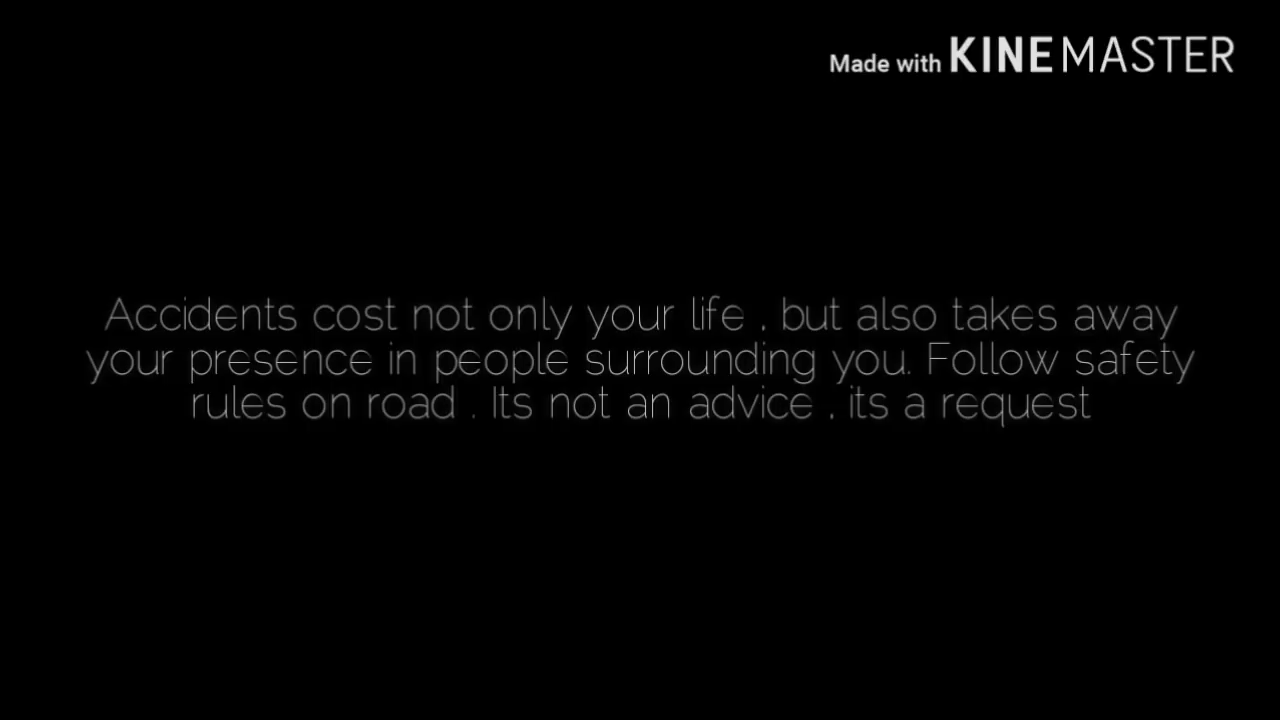 Made with KINEMASTER
Accidents cost not only your life , but also takes away
your presence in people surrounding you. Follow safety
rules on road . Its not an advice , its a request